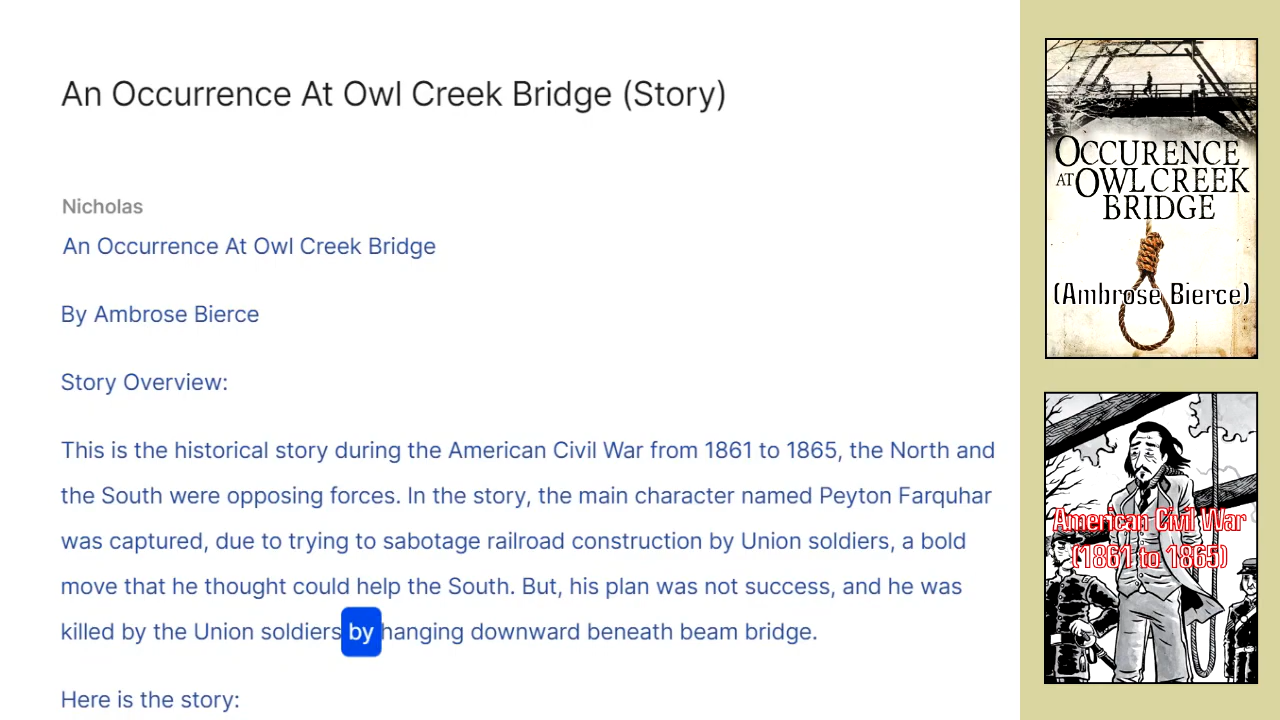 An Occurrence At Owl Creek Bridge (Story)
Nicholas
An Occurrence At Owl Creek Bridge
By Ambrose Bierce
Story Overview:
This is the historical story during the American Civil War from 1861 to 1865, the North and
the South were opposing forces. In the story, the main character named Peyton Farquhar
was captured, due to trying to sabotage railroad construction by Union soldiers, a bold
move that he thought could help the South. But, his plan was not success, and he was
killed by the Union soldiers by hanging downward beneath beam bridge.
Here is the story:
OCCURENCE
AT OWL CREEK
BRIDGE
(Ambrose Bierce)
American Civil War
(1861 to 1865)